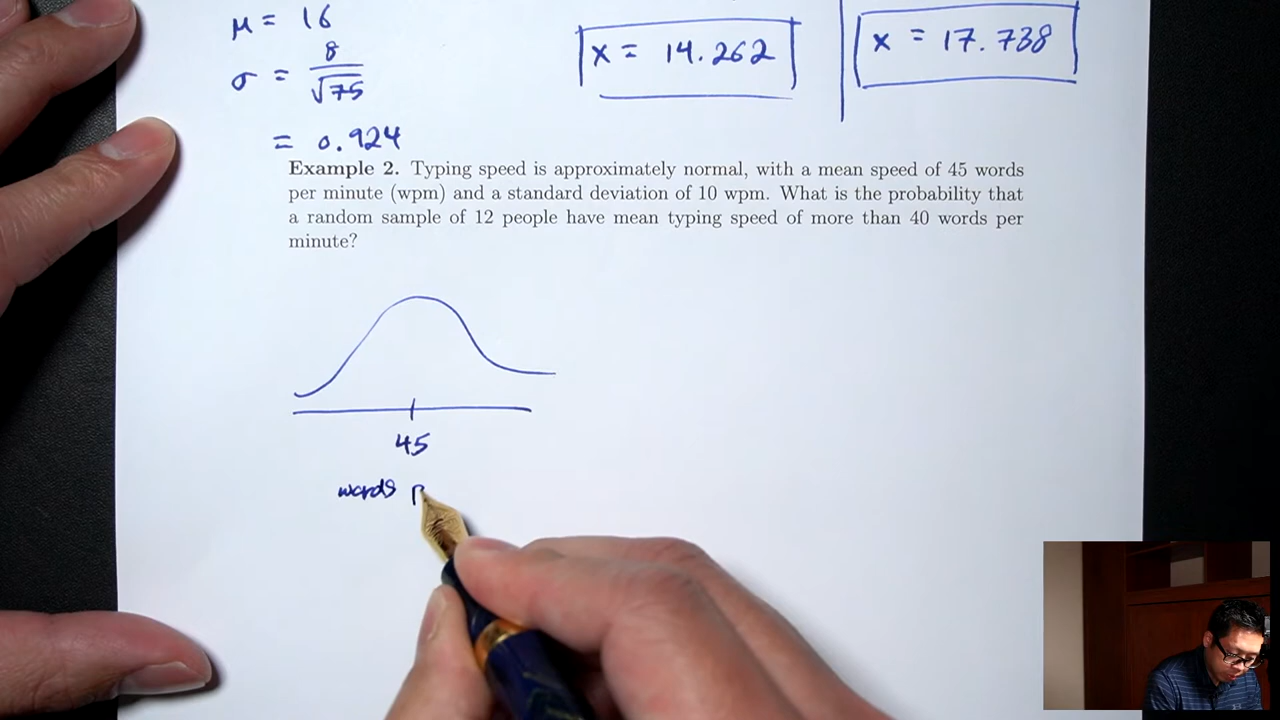 μ = 16
σ = 8/√75
= 0.924
x = 14.262
x = 17.738
Example 2. Typing speed is approximately normal, with a mean speed of 45 words
per minute (wpm) and a standard deviation of 10 wpm. What is the probability that
a random sample of 12 people have mean typing speed of more than 40 words per
minute?
45
words p